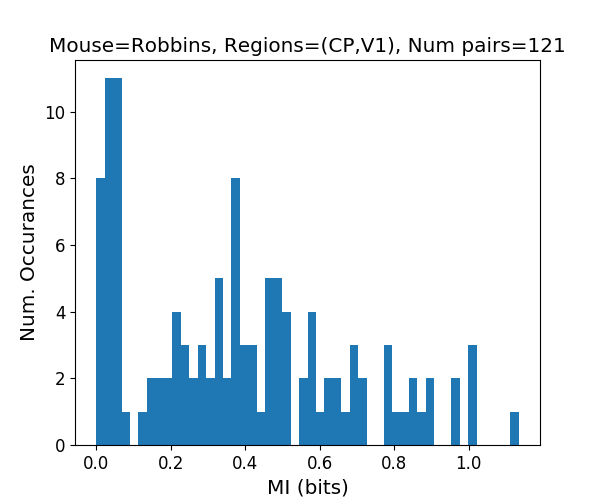 Mouse=Robbins, Regions=(CP,V1), Num pairs=121
10
8
6
4
2
0
Num. Occurances
0.0 0.2 0.4 0.6 0.8 1.0
MI (bits)